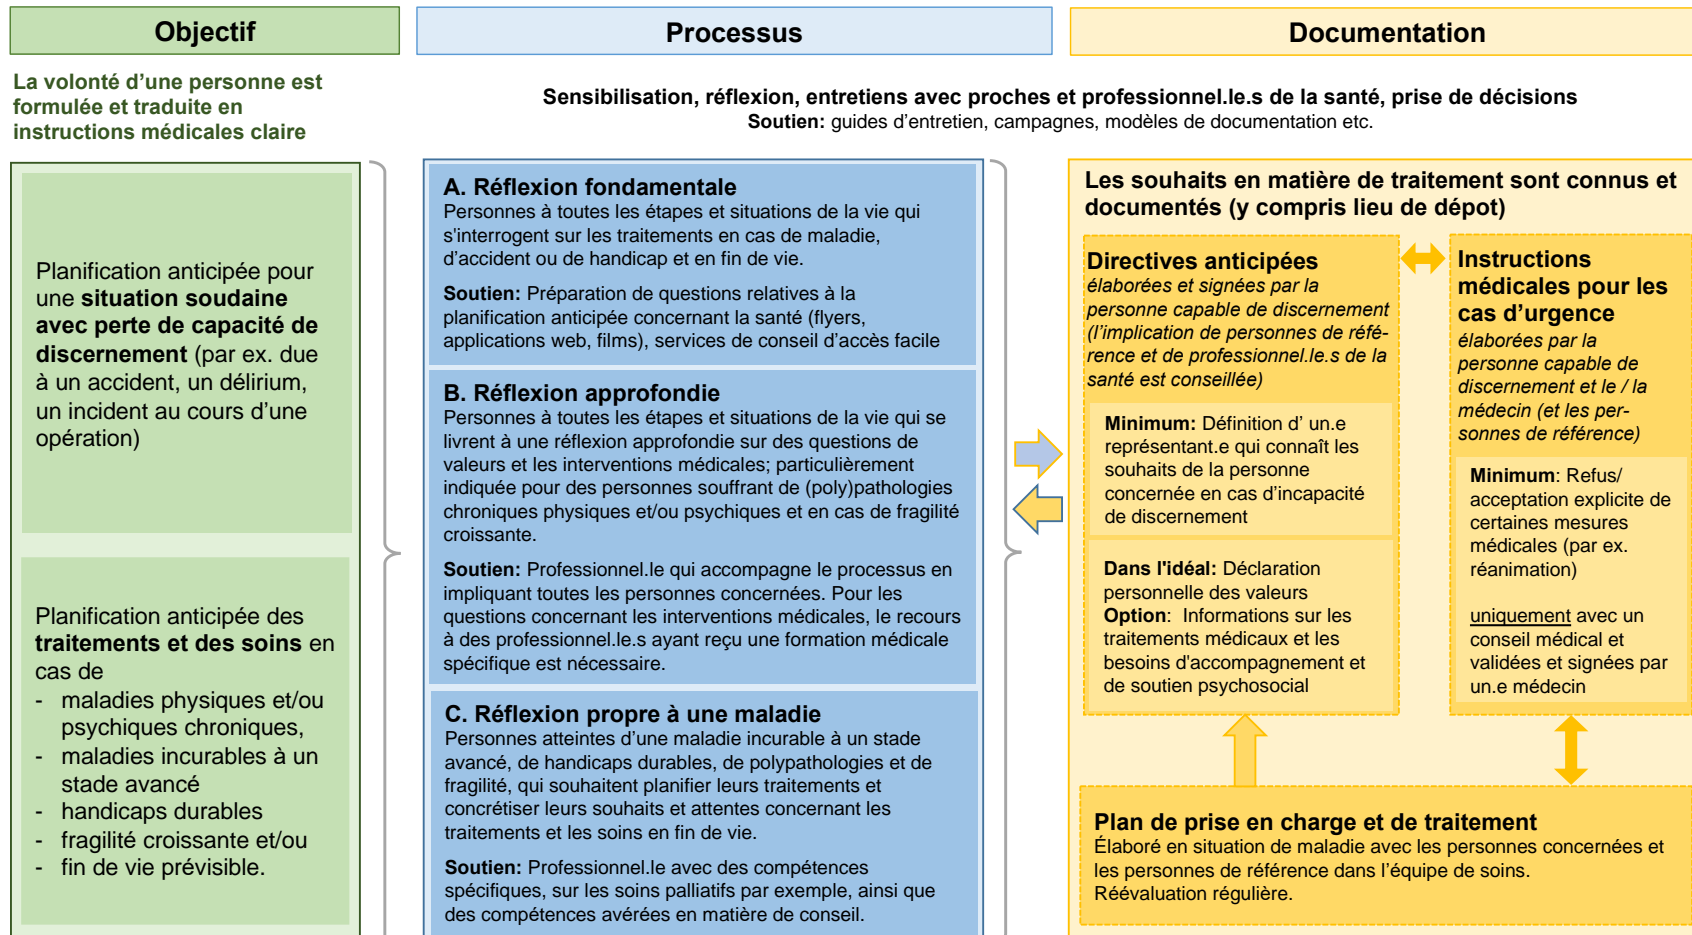 Objectif
Processus
Documentation
La volonté d’une personne est
formulée et traduite en
instructions médicales claire
Sensibilisation, réflexion, entretiens avec proches et professionnel.le.s de la santé, prise de décisions
Soutien: guides d’entretien, campagnes, modèles de documentation etc.
Planification anticipée pour
une situation soudaine
avec perte de capacité de
discernement (par ex. due
à un accident, un délirium,
un incident au cours d’une
opération)
Planification anticipée des
traitements et des soins en
cas de
- maladies physiques et/ou
psychiques chroniques,
- maladies incurables à un
stade avancé
- handicaps durables
- fragilité croissante et/ou
- fin de vie prévisible.
A. Réflexion fondamentale
Personnes à toutes les étapes et situations de la vie qui
s'interrogent sur les traitements en cas de maladie,
d’accident ou de handicap et en fin de vie.
Soutien: Préparation de questions relatives à la
planification anticipée concernant la santé (flyers,
applications web, films), services de conseil d’accès facile
B. Réflexion approfondie
Personnes à toutes les étapes et situations de la vie qui se
livrent à une réflexion approfondie sur des questions de
valeurs et les interventions médicales; particulièrement
indiquée pour des personnes souffrant de (poly)pathologies
chroniques physiques et/ou psychiques et en cas de fragilité
croissante.
Soutien: Professionnel.le qui accompagne le processus en
impliquant toutes les personnes concernées. Pour les
questions concernant les interventions médicales, le recours
à des professionnel.le.s ayant reçu une formation médicale
spécifique est nécessaire.
C. Réflexion propre à une maladie
Personnes atteintes d’une maladie incurable à un stade
avancé, de handicaps durables, de polypathologies et de
fragilité, qui souhaitent planifier leurs traitements et
concrétiser leurs souhaits et attentes concernant les
traitements et les soins en fin de vie.
Soutien: Professionnel.le avec des compétences
spécifiques, sur les soins palliatifs par exemple, ainsi que
des compétences avérées en matière de conseil.
Les souhaits en matière de traitement sont connus et
documentés (y compris lieu de dépot)
Directives anticipées
élaborées et signées par la
personne capable de discernement
(l’implication de personnes de réfé-
rence et de professionnel.le.s de la
santé est conseillée)
Minimum: Définition d’ un.e
représentant.e qui connaît les
souhaits de la personne
concernée en cas d’incapacité
de discernement
Dans l'idéal: Déclaration
personnelle des valeurs
Option: Informations sur les
traitements médicaux et les
besoins d'accompagnement et
de soutien psychosocial
Instructions
médicales pour les
cas d’urgence
élaborées par la
personne capable de
discernement et le / la
médecin (et les per-
sonnes de référence)
Minimum: Refus/
acceptation explicite de
certaines mesures
médicales (par ex.
réanimation)
uniquement avec un
conseil médical et
validées et signées par
un.e médecin
Plan de prise en charge et de traitement
Élaboré en situation de maladie avec les personnes concernées et
les personnes de référence dans l’équipe de soins.
Réévaluation régulière.